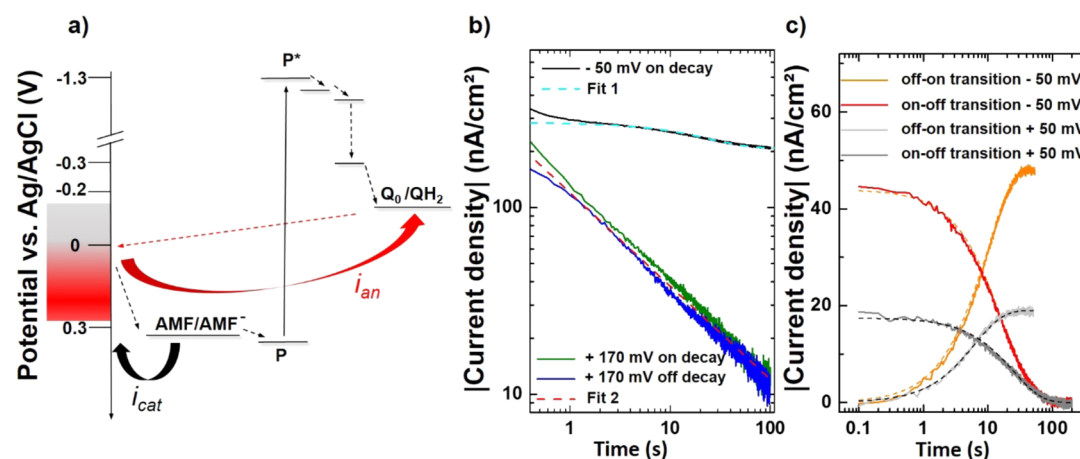 a)
Potential vs. Ag/AgCl (V)
-1.3
-0.3
-0.2
0
0.3
P*
Q₀/QH₂
i_an
AMF/AMF⁻
P
i_cat
b)
|Current density| (nA/cm²)
- 50 mV on decay
Fit 1
100
10
+ 170 mV on decay
+ 170 mV off decay
Fit 2
1
10
100
Time (s)
c)
|Current density| (nA/cm²)
60
40
20
0
off-on transition - 50 mV
on-off transition - 50 mV
off-on transition + 50 mV
on-off transition + 50 mV
0.1
1
10
100
Time (s)